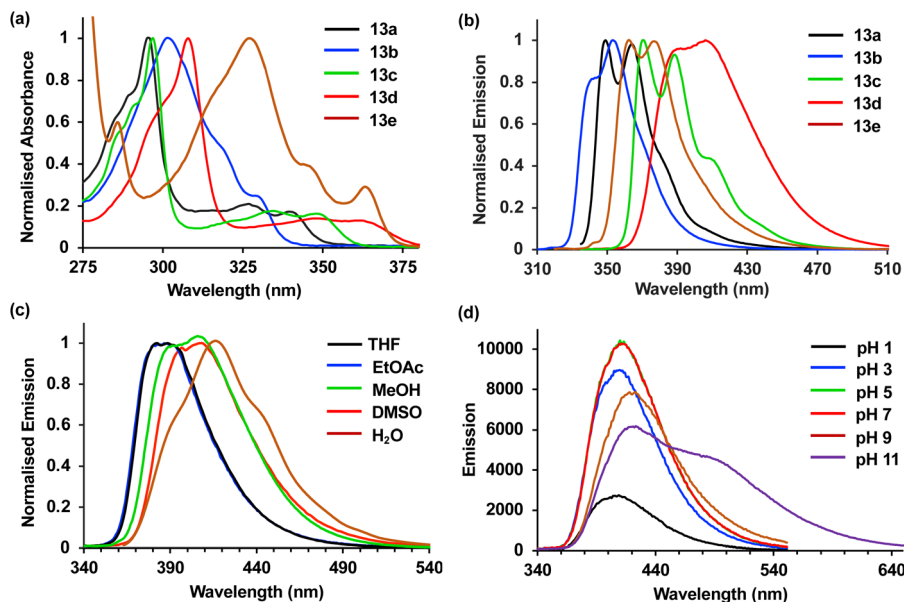 (a)
13a
13b
13c
13d
13e
Normalised Absorbance
1
0.8
0.6
0.4
0.2
0
275
300
325
350
375
Wavelength (nm)
(b)
13a
13b
13c
13d
13e
Normalised Emission
1
0.8
0.6
0.4
0.2
0
310
350
390
430
470
510
Wavelength (nm)
(c)
THF
EtOAc
MeOH
DMSO
H₂O
Normalised Emission
1
0.8
0.6
0.4
0.2
0
340
390
440
490
540
Wavelength (nm)
(d)
pH 1
pH 3
pH 5
pH 7
pH 9
pH 11
Emission
10000
8000
6000
4000
2000
0
340
440
540
640
Wavelength (nm)